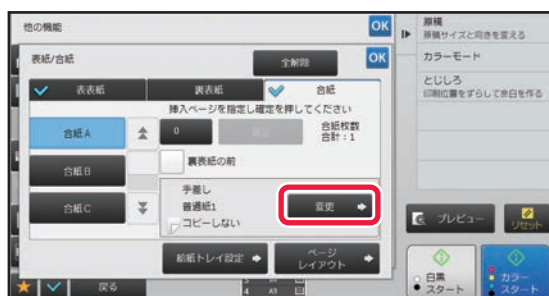 他の機能
OK
表紙/合紙
全解除
OK
表表紙
裏表紙
合紙
挿入ページを指定し確定を押してください
合紙A
0
確定
合紙枚数
合計:1
合紙B
裏表紙の前
合紙C
手差し
普通紙1
コピーしない
変更
給紙トレイ設定
ページ
レイアウト
戻る
4 A3
原稿
原稿サイズと向きを変える
カラーモード
とじしろ
印刷位置をずらして余白を作る
プレビュー
リセット
白黒
スタート
カラー
スタート